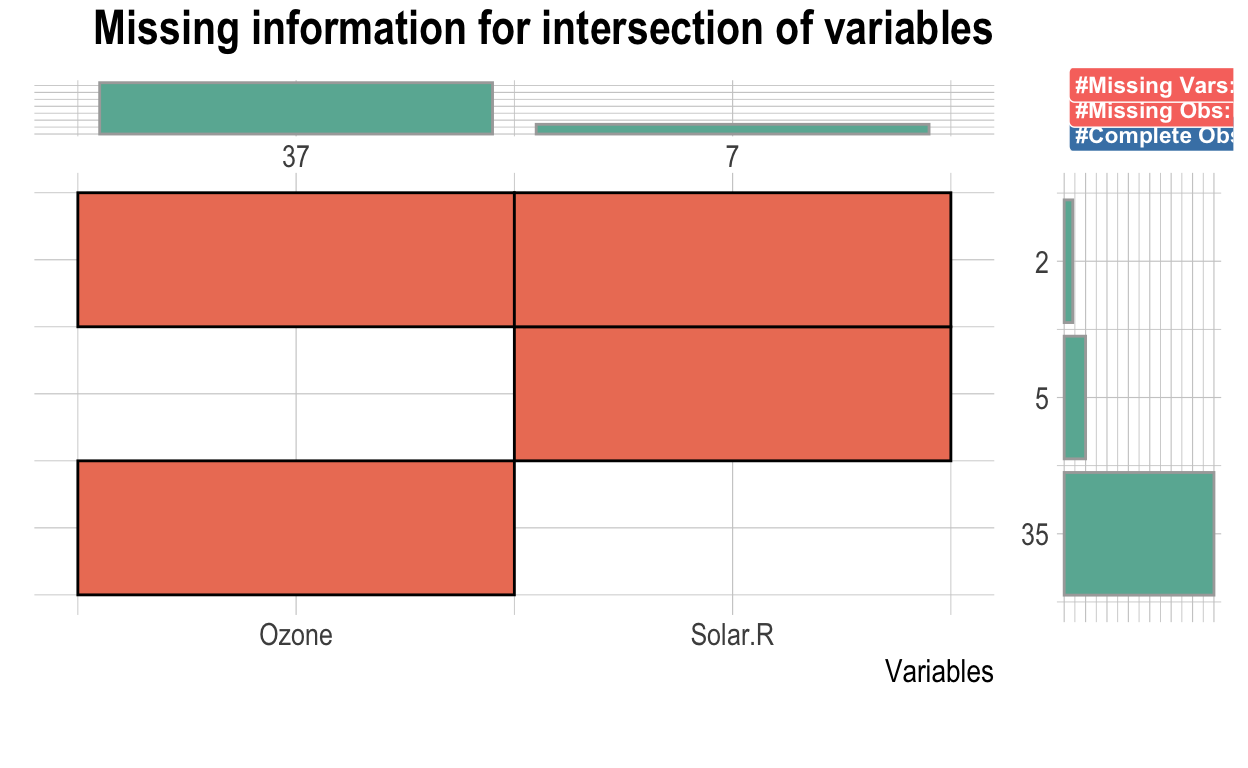 Missing information for intersection of variables
#Missing Vars:
#Missing Obs:
#Complete Obs
37 7
2
5
35
Ozone Solar.R
Variables